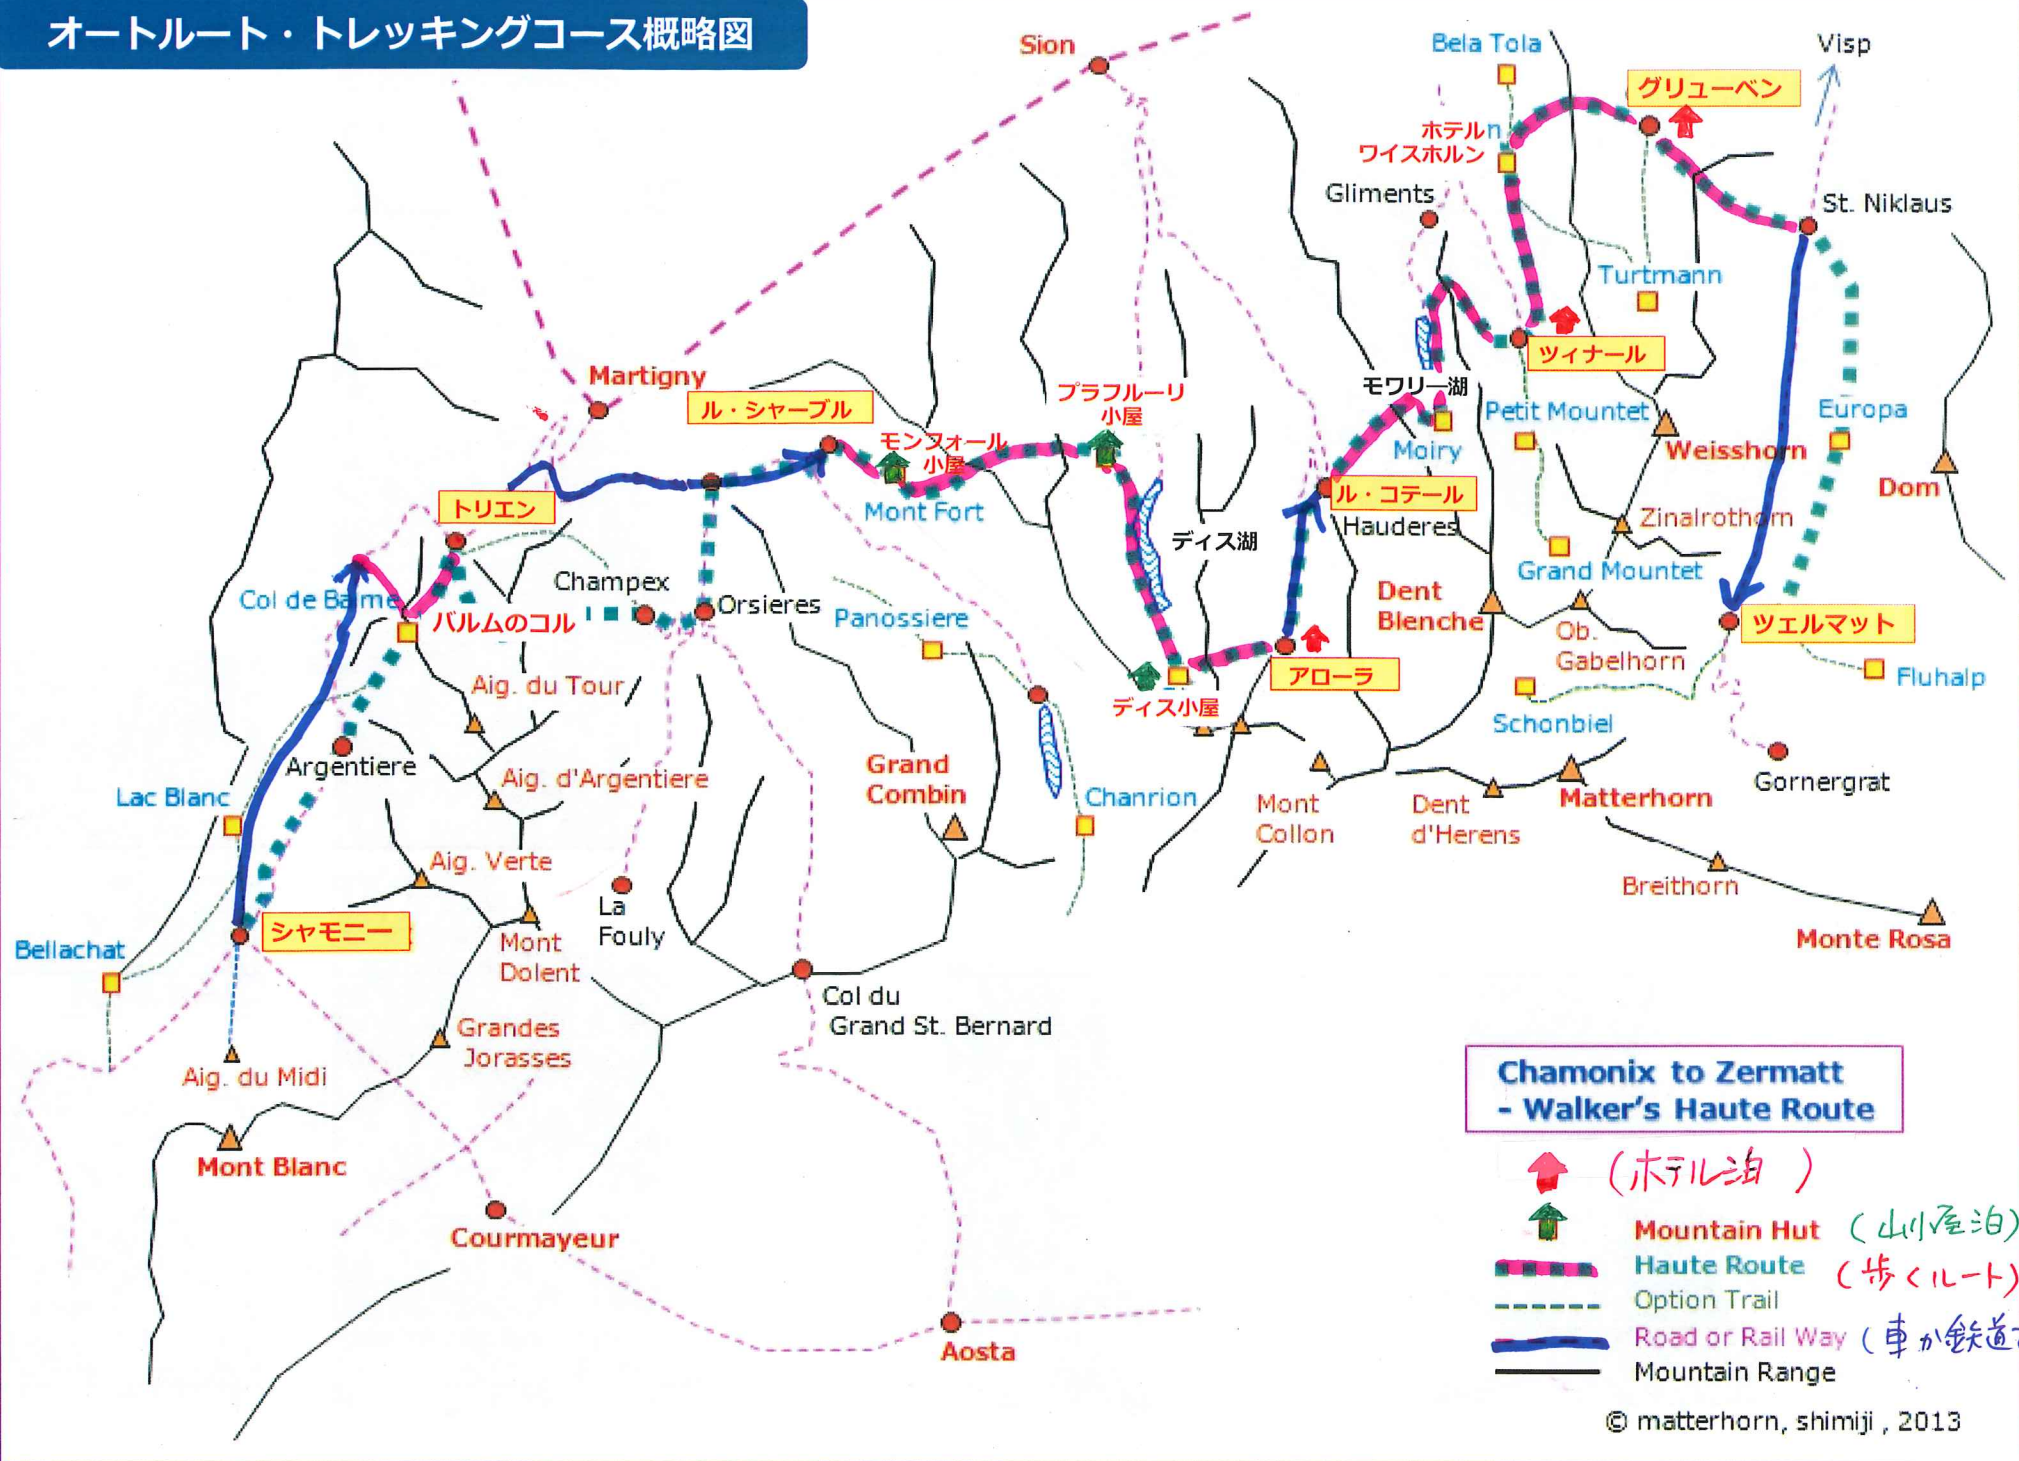 オートルート・トレッキングコース概略図
Sion
Bela Tola
Visp
グリューベン
ホテルn
ワイスホルン
Gliments
St. Niklaus
Turtmann
ツィナール
Martigny
ル・シャーブル
プラフルーリ
小屋
モワリー湖
Petit Mountet
Europa
モンフォール
小屋
Moiry
Weisshorn
Dom
トリエン
Mont Fort
ル・コテール
Hauderes
Zinalrothorn
ディス湖
Grand Mountet
Col de Balme
Champex
Orsieres
バルムのコル
Panossiere
Dent
Blenche
Ob.
Gabelhorn
ツェルマット
Fluhalp
Aig. du Tour
アローラ
ディス小屋
Schonbiel
Argentiere
Aig. d'Argentiere
Grand
Combin
Chanrion
Mont
Collon
Dent
d'Herens
Matterhorn
Gornergrat
Lac Blanc
Aig. Verte
Breithorn
La
Fouly
シャモニー
Bellachat
Mont
Dolent
Monte Rosa
Col du
Grand St. Bernard
Grandes
Jorasses
Aig. du Midi
Mont Blanc
Courmayeur
Aosta
Chamonix to Zermatt
- Walker's Haute Route
(ホテル泊)
Mountain Hut (山小屋泊)
Haute Route (歩くルート)
Option Trail
Road or Rail Way (車か鉄道
Mountain Range
© matterhorn, shimiji , 2013